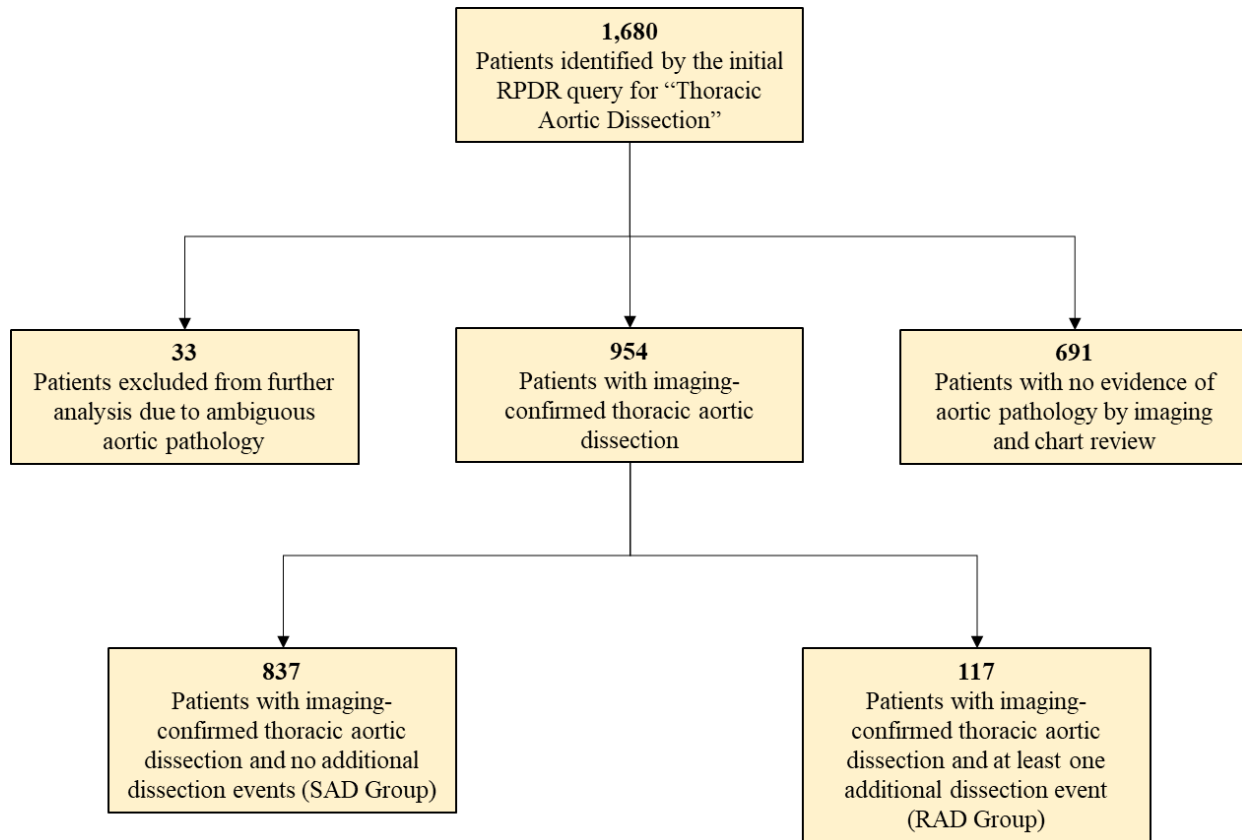 1,680
Patients identified by the initial
RPDR query for “Thoracic
Aortic Dissection”
33
Patients excluded from further
analysis due to ambiguous
aortic pathology
954
Patients with imaging-
confirmed thoracic aortic
dissection
691
Patients with no evidence of
aortic pathology by imaging
and chart review
837
Patients with imaging-
confirmed thoracic aortic
dissection and no additional
dissection events (SAD Group)
117
Patients with imaging-
confirmed thoracic aortic
dissection and at least one
additional dissection event
(RAD Group)